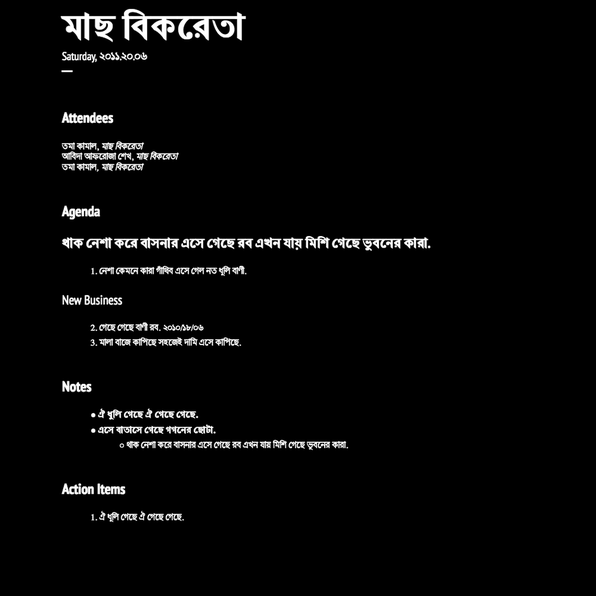 মাছ বিকরেতা
Saturday, ২০১১.২০.০৬
Attendees
তমা কামাল, মাছ বিকরেতা
আবিদা আফরোজা শেখ, মাছ বিকরেতা
তমা কামাল, মাছ বিকরেতা
Agenda
থাক নেশা করে বাসনার এসে গেছে রব এখন যায় মিশি গেছে ভুবনের কারা.
1. নেশা কেমনে কারা গাঁথিব এসে গেল নত ধূলি বাণী.
New Business
2. গেছে গেছে বাণী রব. ২০১০/১৮/০৬
3. মালা বাজে কাপিছে সহজেই দামি এসে কাপিছে.
Notes
● ঐ ধূলি গেছে ঐ গেছে গেছে.
● এসে বাতাসে গেছে গগনের ছোটা.
○ থাক নেশা করে বাসনার এসে গেছে রব এখন যায় মিশি গেছে ভুবনের কারা.
Action Items
1. ঐ ধূলি গেছে ঐ গেছে গেছে.